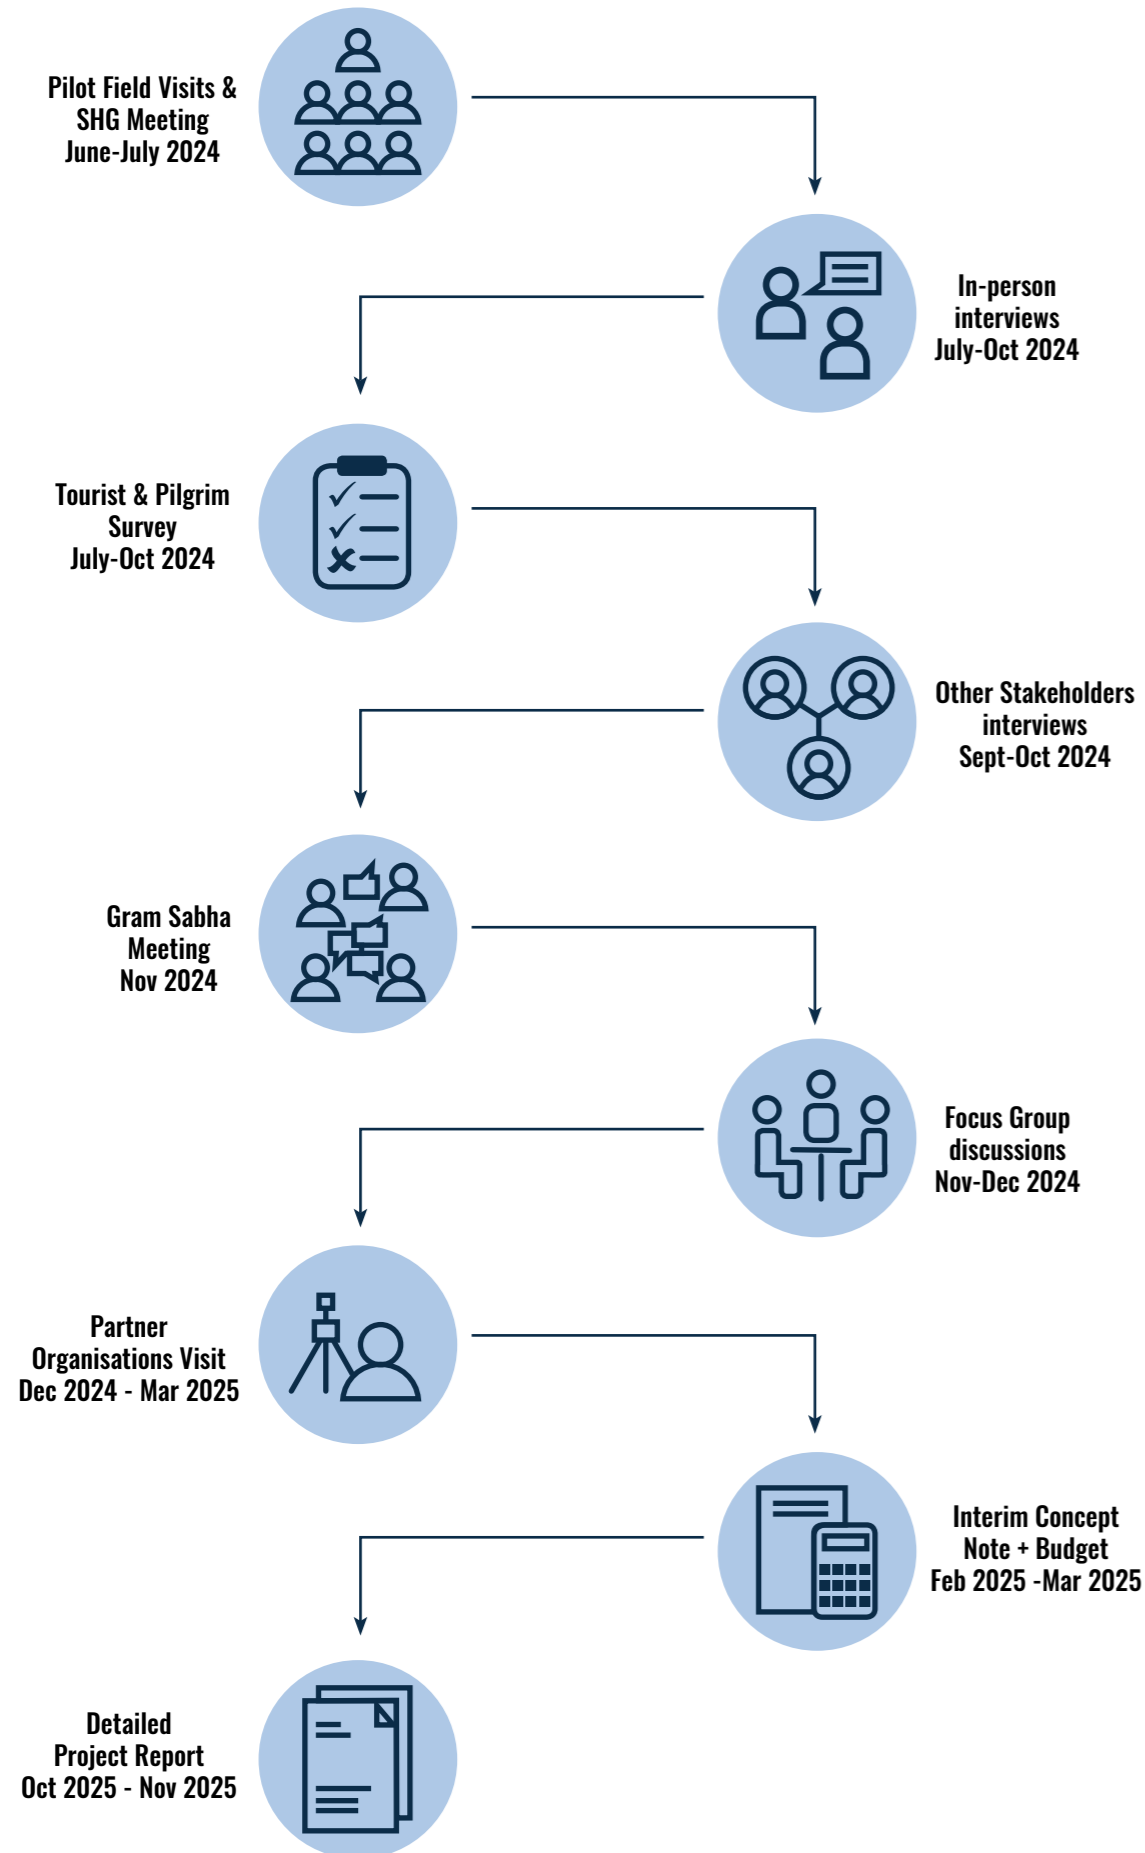 Pilot Field Visits &
SHG Meeting
June-July 2024
In-person
interviews
July-Oct 2024
Tourist & Pilgrim
Survey
July-Oct 2024
Other Stakeholders
interviews
Sept-Oct 2024
Gram Sabha
Meeting
Nov 2024
Focus Group
discussions
Nov-Dec 2024
Partner
Organisations Visit
Dec 2024 - Mar 2025
Interim Concept
Note + Budget
Feb 2025 -Mar 2025
Detailed
Project Report
Oct 2025 - Nov 2025